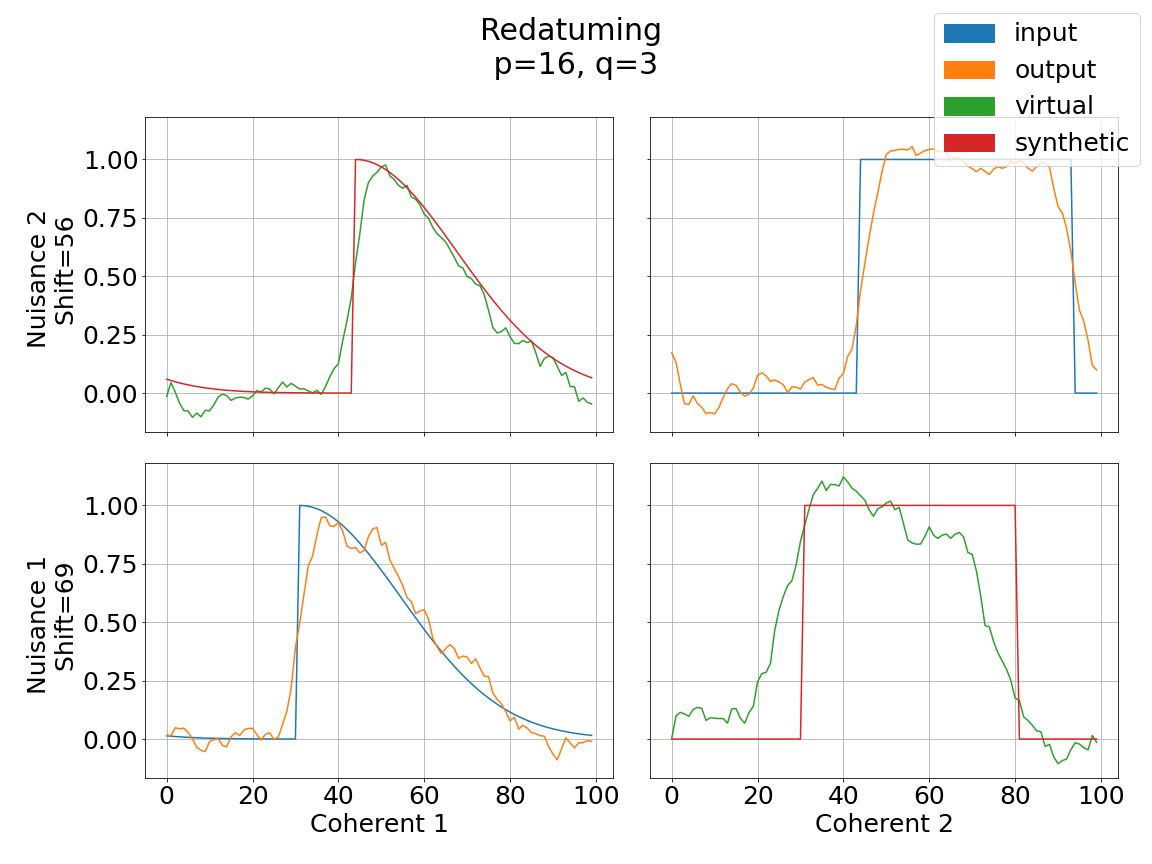 Redatuming
p=16, q=3
input
output
virtual
synthetic
Nuisance 2
Shift=56
1.00
0.75
0.50
0.25
0.00
Nuisance 1
Shift=69
1.00
0.75
0.50
0.25
0.00
0 20 40 60 80 100
0 20 40 60 80 100
Coherent 1
Coherent 2